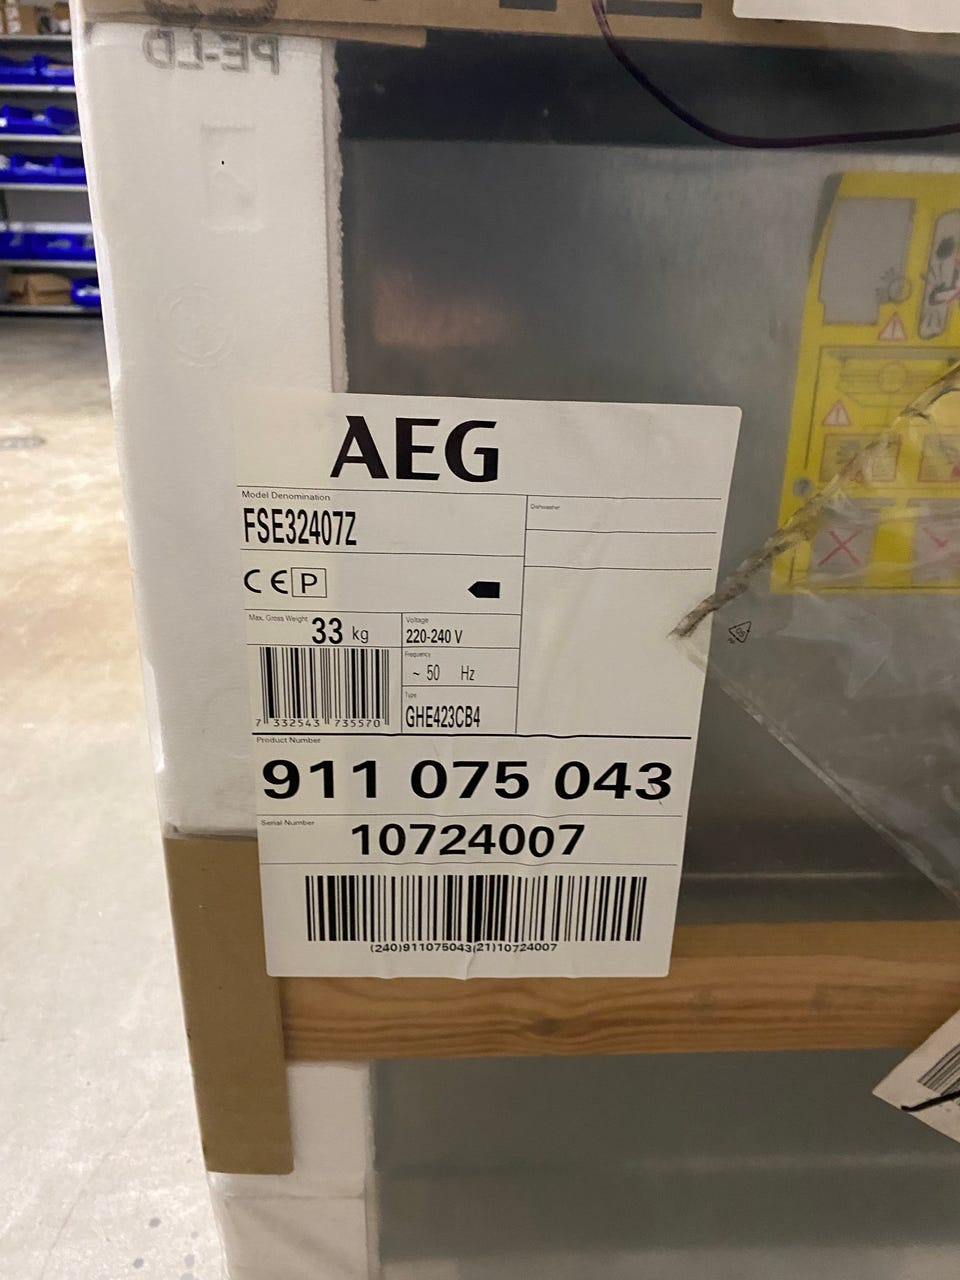 PE-LD
AEG
Model Denomination
FSE32407Z
Dishwasher
CE P
Max. Gross Weight 33 kg
Voltage
220-240 V
Frequency
~ 50 Hz
Type
GHE423CB4
7 332543 735570
Product Number
911 075 043
Serial Number
10724007
(240)911075043(21)10724007